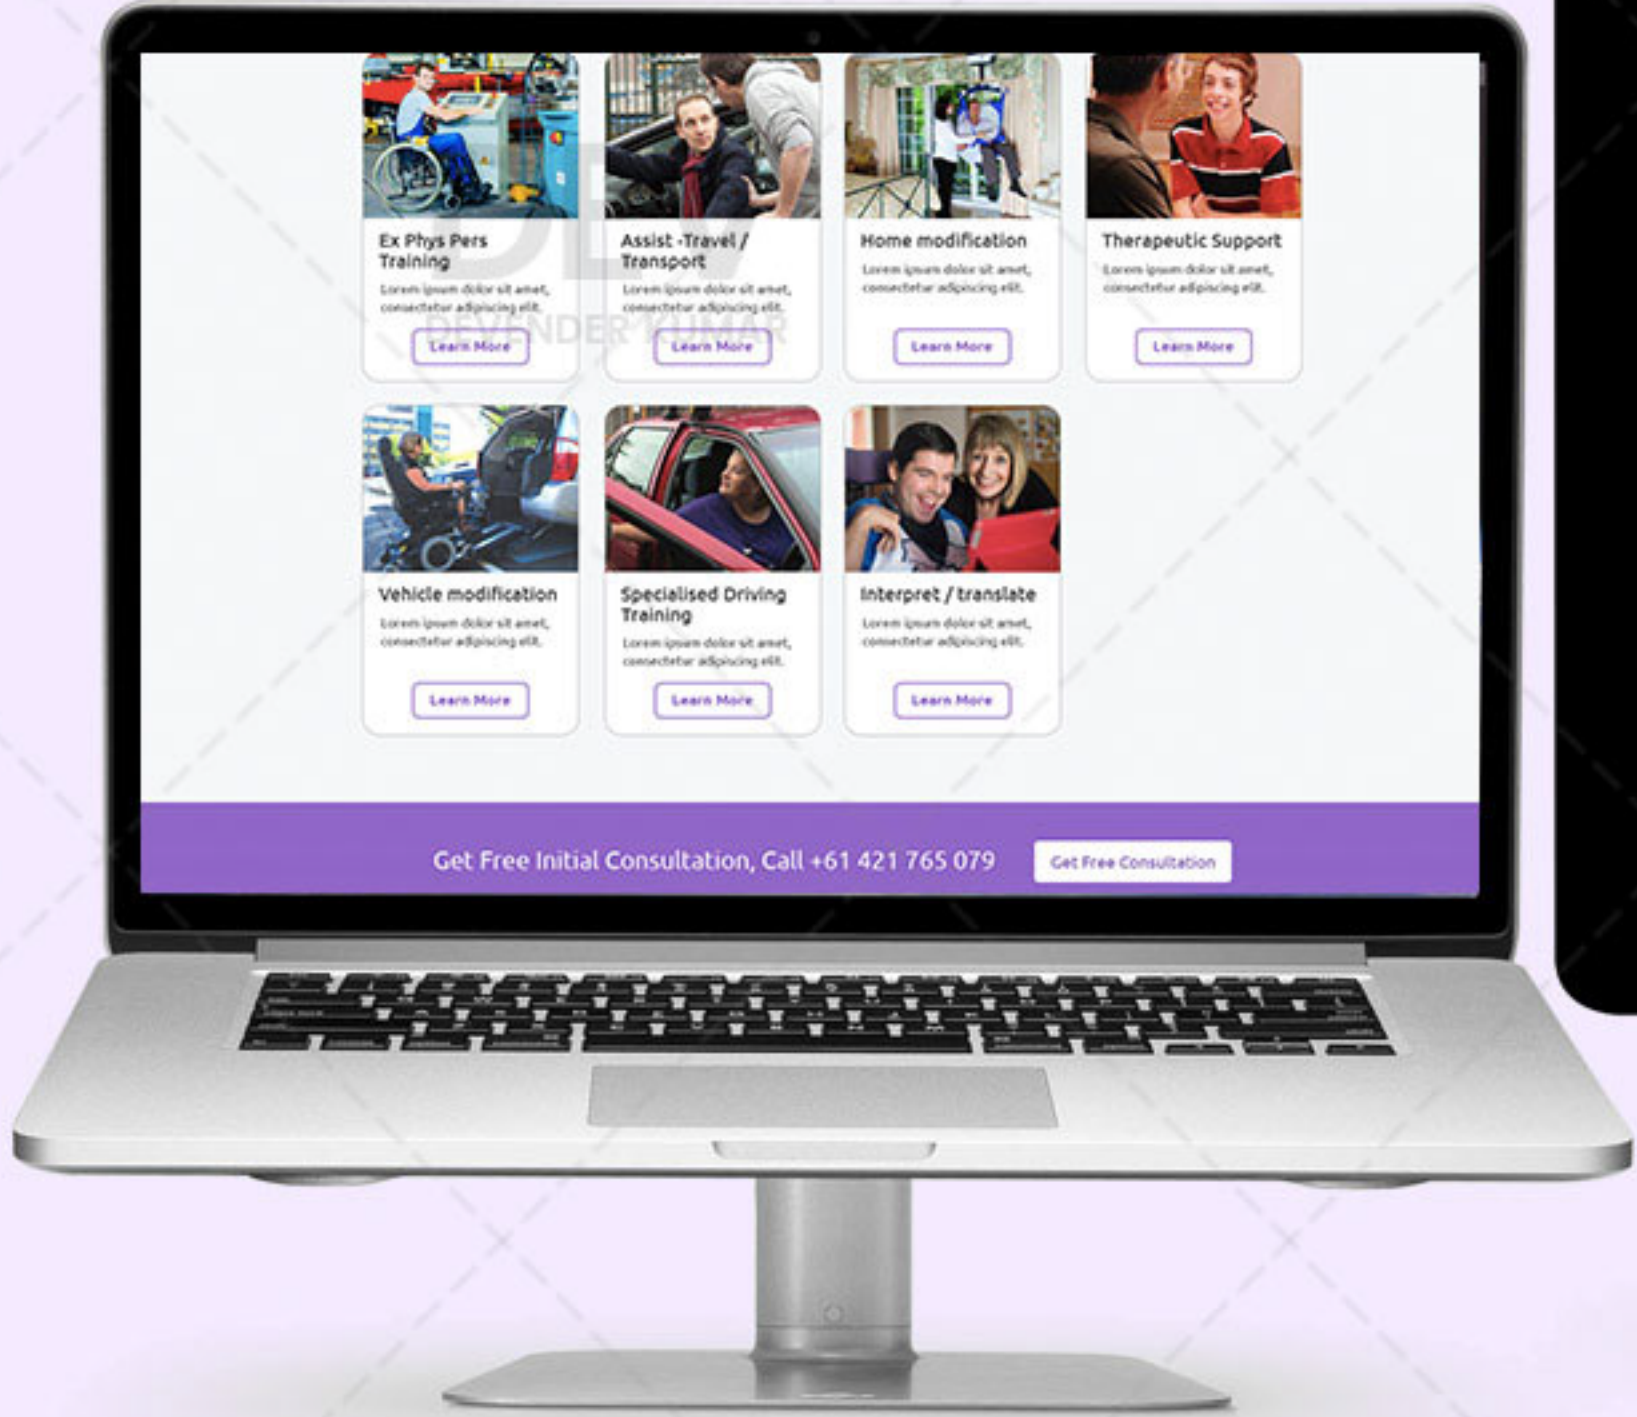 Ex Phys Pers
Training
Lorem ipsum dolor sit amet,
consectetur adipiscing elit.
Learn More
Assist -Travel /
Transport
Lorem ipsum dolor sit amet,
consectetur adipiscing elit.
Learn More
Home modification
Lorem ipsum dolor sit amet,
consectetur adipiscing elit.
Learn More
Therapeutic Support
Lorem ipsum dolor sit amet,
consectetur adipiscing elit.
Learn More
DEV
DEVENDER KUMAR
Vehicle modification
Lorem ipsum dolor sit amet,
consectetur adipiscing elit.
Learn More
Specialised Driving
Training
Lorem ipsum dolor sit amet,
consectetur adipiscing elit.
Learn More
Interpret / translate
Lorem ipsum dolor sit amet,
consectetur adipiscing elit.
Learn More
Get Free Initial Consultation, Call +61 421 765 079
Get Free Consultation